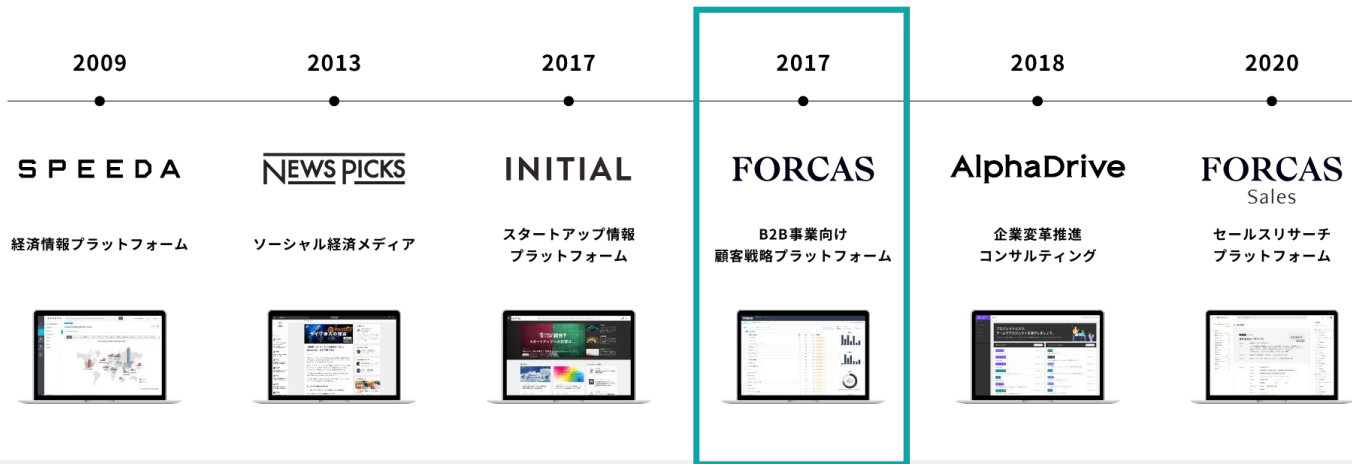 2009
2013
2017
2017
2018
2020
SPEEDA
NEWSPICKS
INITIAL
FORCAS
AlphaDrive
FORCAS
Sales
経済情報プラットフォーム
ソーシャル経済メディア
スタートアップ情報
プラットフォーム
B2B事業向け
顧客戦略プラットフォーム
企業変革推進
コンサルティング
セールスリサーチ
プラットフォーム